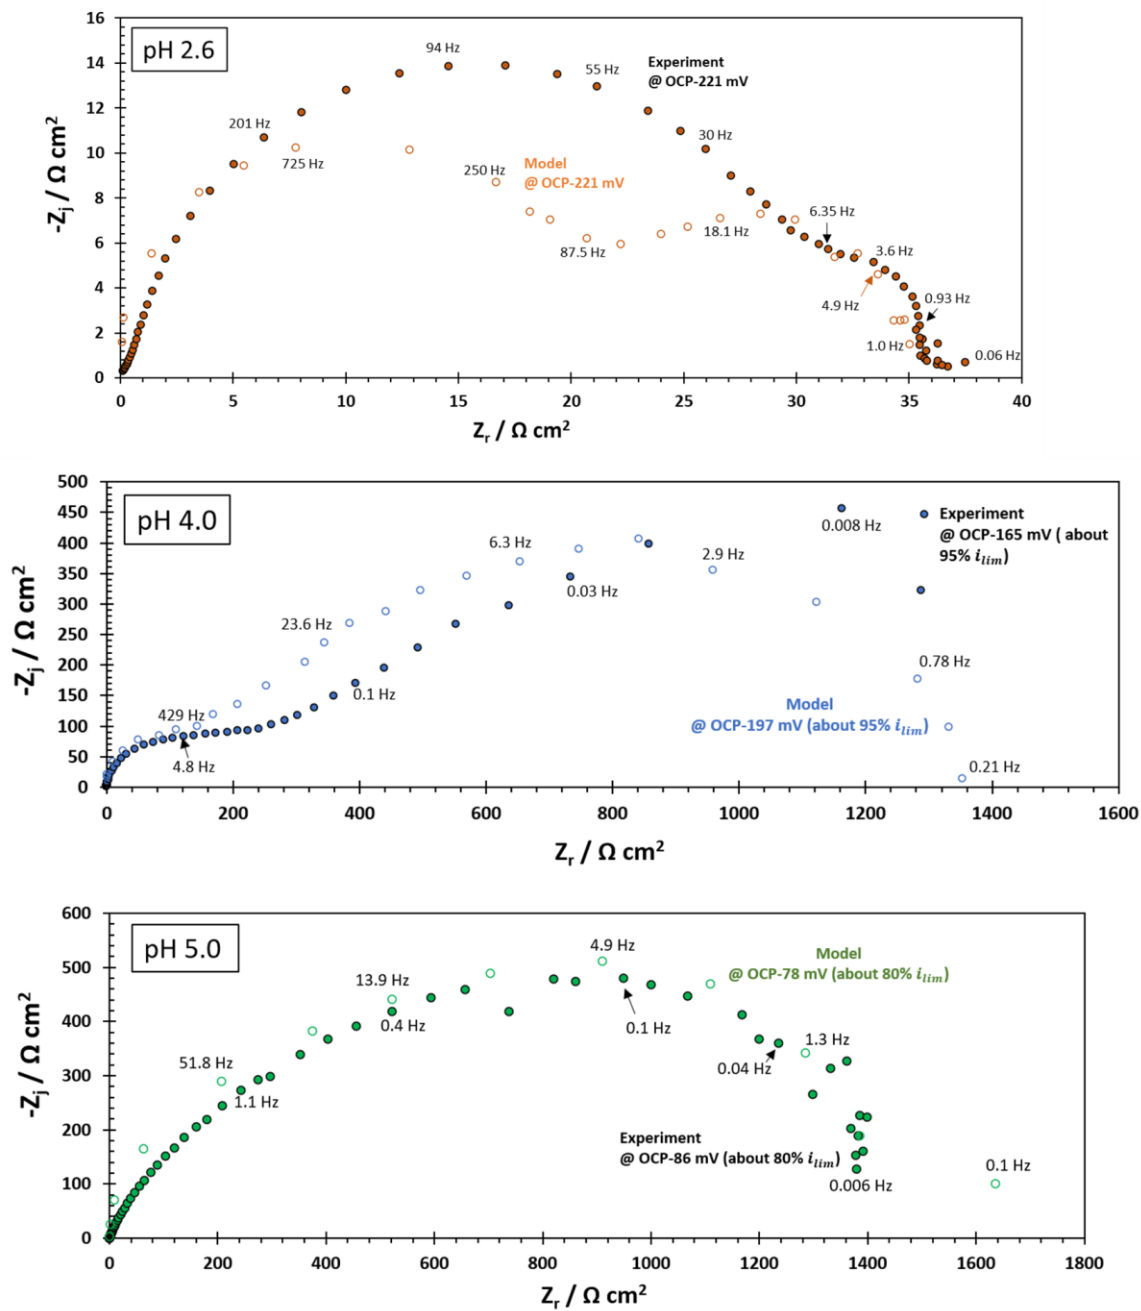 pH 2.6
16
14
12
10
8
6
4
2
0
-Zj / Ω cm²
94 Hz
55 Hz
Experiment
@ OCP-221 mV
201 Hz
725 Hz
30 Hz
250 Hz
Model
@ OCP-221 mV
87.5 Hz
18.1 Hz
6.35 Hz
3.6 Hz
4.9 Hz
0.93 Hz
1.0 Hz
0.06 Hz
0 5 10 15 20 25 30 35 40
Zr / Ω cm²
pH 4.0
500
450
400
350
300
250
200
150
100
50
0
-Zj / Ω cm²
Experiment
@ OCP-165 mV ( about
95% ilim)
0.008 Hz
6.3 Hz
2.9 Hz
0.03 Hz
23.6 Hz
0.78 Hz
0.1 Hz
429 Hz
4.8 Hz
Model
@ OCP-197 mV (about 95% ilim)
0.21 Hz
0 200 400 600 800 1000 1200 1400 1600
Zr / Ω cm²
pH 5.0
600
500
400
300
200
100
0
-Zj / Ω cm²
4.9 Hz
Model
@ OCP-78 mV (about 80% ilim)
13.9 Hz
0.4 Hz
0.1 Hz
51.8 Hz
1.1 Hz
1.3 Hz
0.04 Hz
Experiment
@ OCP-86 mV (about 80% ilim)
0.006 Hz
0.1 Hz
0 200 400 600 800 1000 1200 1400 1600 1800
Zr / Ω cm²